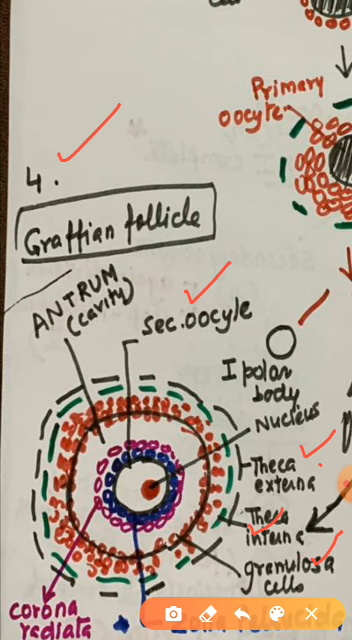 Primary
oocyte
4.
Graffian follicle
ANTRUM
(cavity)
Sec.oocyte
I polar
body
Nucleus
Theca
externa
Theca
interna
granulosa
cells
corona
radiata